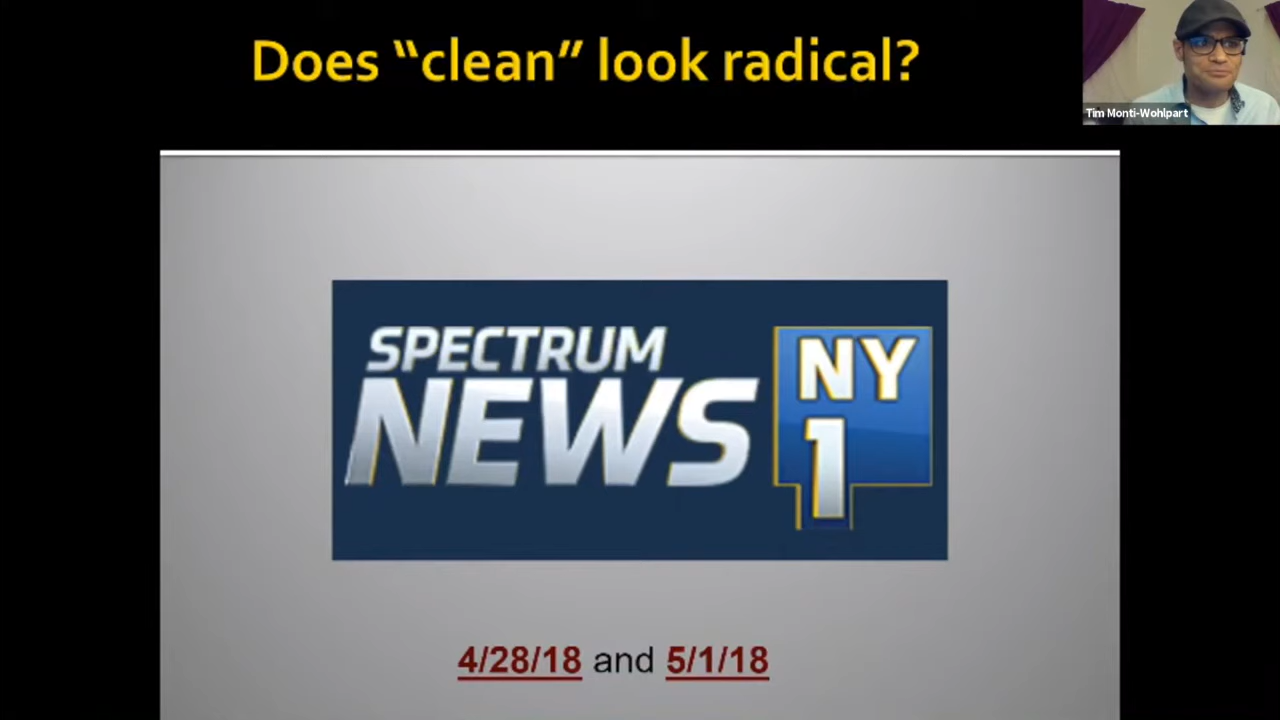 Does “clean” look radical?
Tim Monti-Wohlpart
SPECTRUM
NEWS
NY
1
4/28/18 and 5/1/18